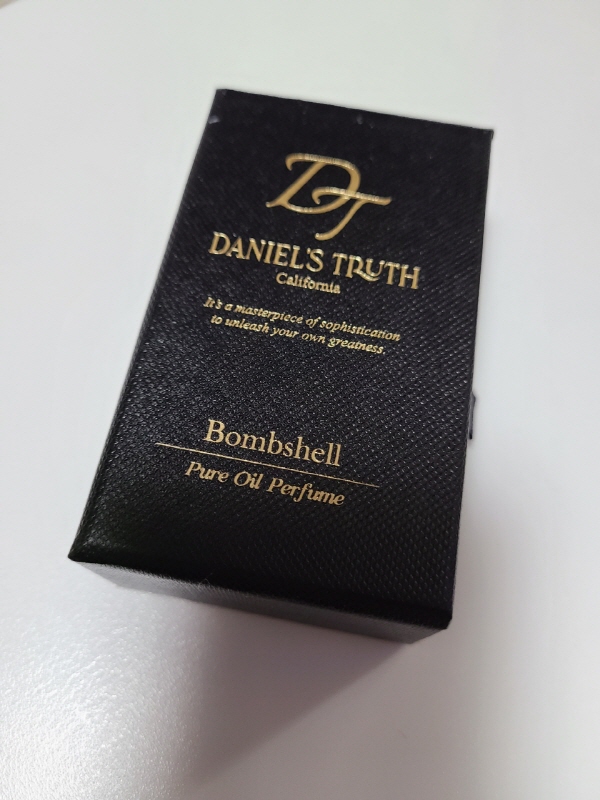 DT
DANIEL'S TRUTH
California
It's a masterpiece of sophistication
to unleash your own greatness.
Bombshell
Pure Oil Perfume